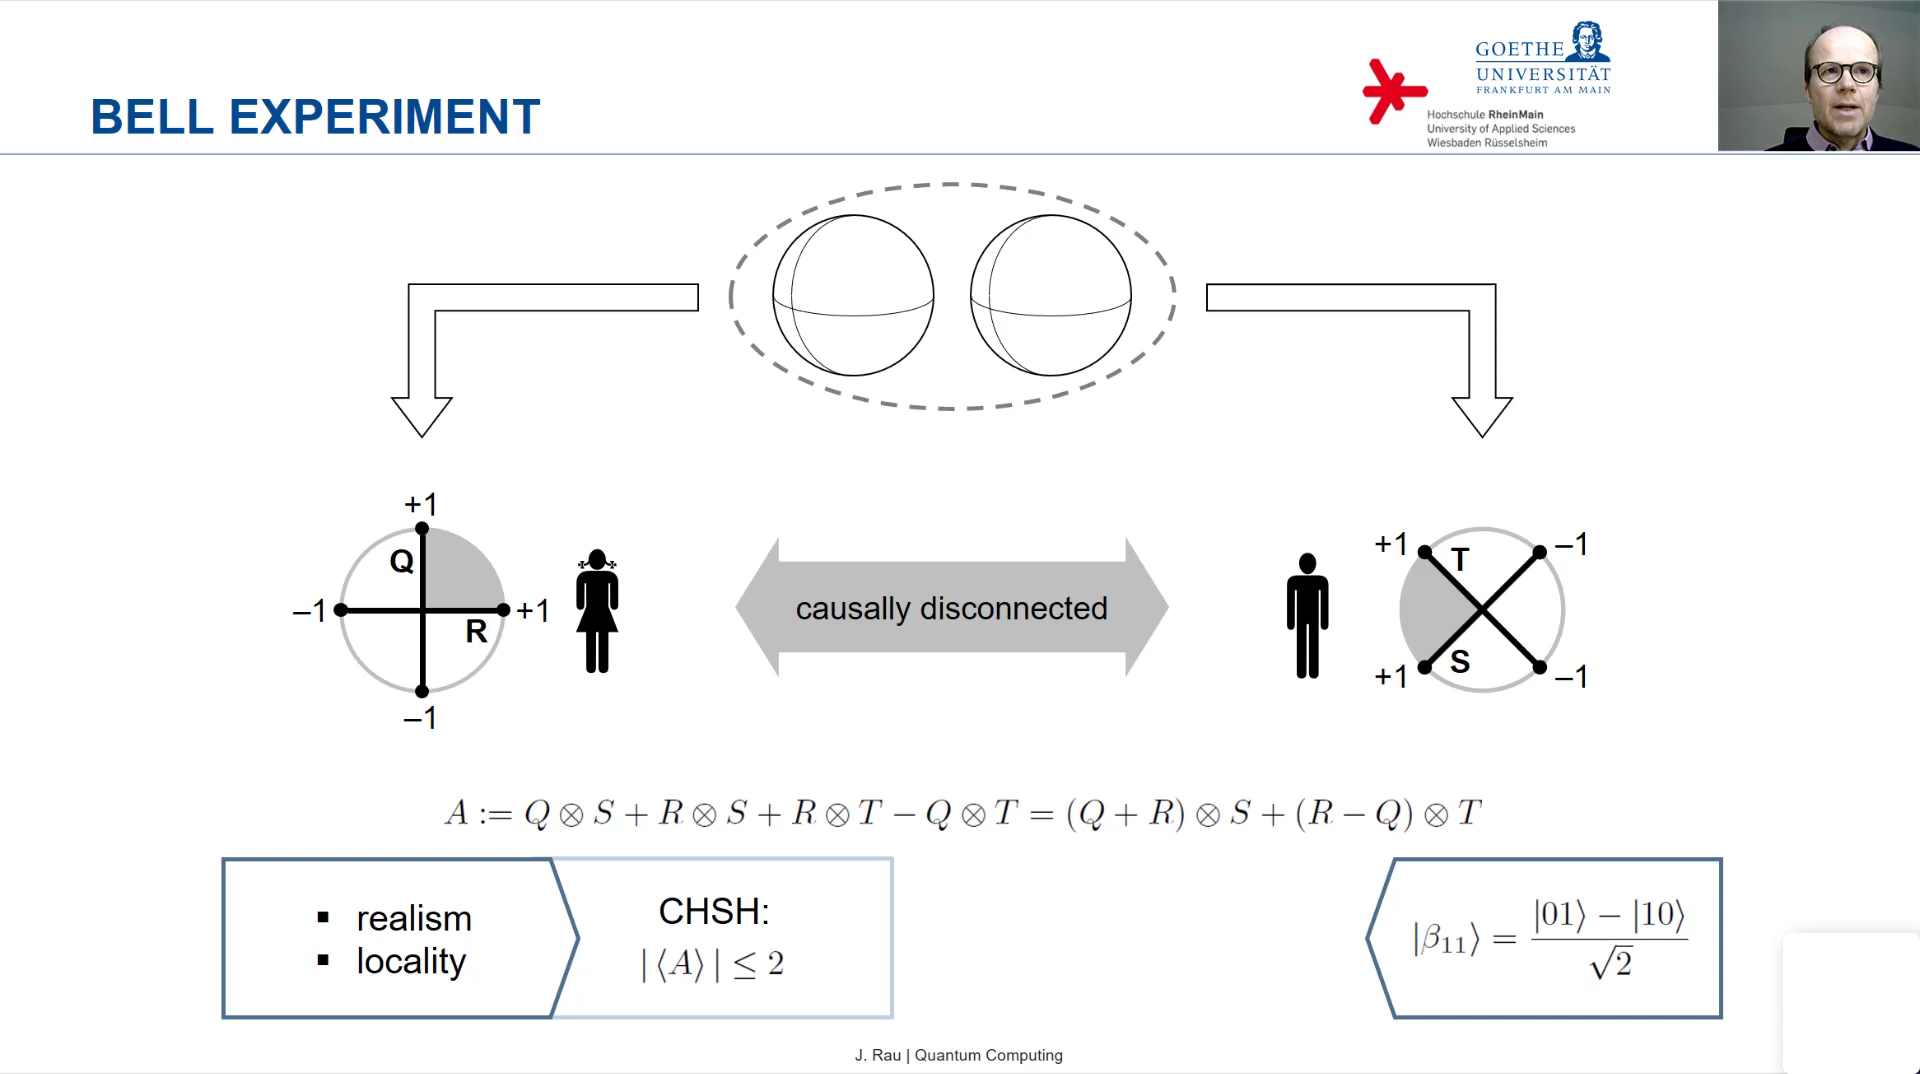 BELL EXPERIMENT
GOETHE
UNIVERSITÄT
FRANKFURT AM MAIN
Hochschule RheinMain
University of Applied Sciences
Wiesbaden Rüsselsheim
+1
Q
–1
+1
R
–1
causally disconnected
+1
T
–1
+1
S
–1
A := Q ⊗ S + R ⊗ S + R ⊗ T − Q ⊗ T = (Q + R) ⊗ S + (R − Q) ⊗ T
▪ realism
▪ locality
CHSH:
|⟨A⟩| ≤ 2
|β₁₁⟩ = (|01⟩ − |10⟩) / √2
J. Rau | Quantum Computing